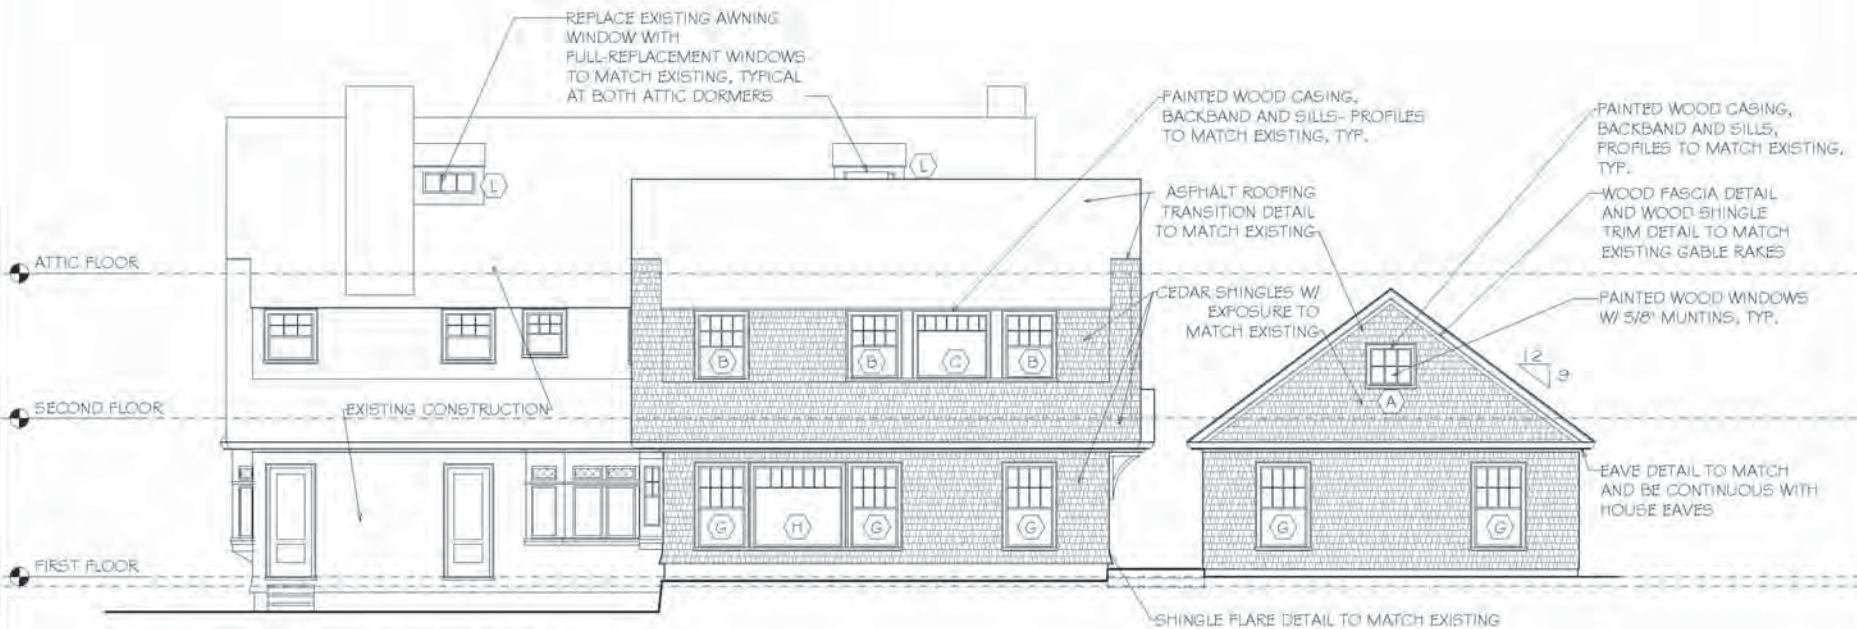 REPLACE EXISTING AWNING
WINDOW WITH
FULL-REPLACEMENT WINDOWS
TO MATCH EXISTING, TYPICAL
AT BOTH ATTIC DORMERS
PAINTED WOOD CASING,
BACKBAND AND SILLS- PROFILES
TO MATCH EXISTING, TYP.
PAINTED WOOD CASING,
BACKBAND AND SILLS,
PROFILES TO MATCH EXISTING,
TYP.
L
L
ASPHALT ROOFING
TRANSITION DETAIL
TO MATCH EXISTING
WOOD FASCIA DETAIL
AND WOOD SHINGLE
TRIM DETAIL TO MATCH
EXISTING GABLE RAKES
ATTIC FLOOR
CEDAR SHINGLES W/
EXPOSURE TO
MATCH EXISTING
PAINTED WOOD WINDOWS
W/ 5/8" MUNTINS, TYP.
B
B
C
B
12
9
A
SECOND FLOOR
EXISTING CONSTRUCTION
EAVE DETAIL TO MATCH
AND BE CONTINUOUS WITH
HOUSE EAVES
G
H
G
G
G
G
FIRST FLOOR
SHINGLE FLARE DETAIL TO MATCH EXISTING